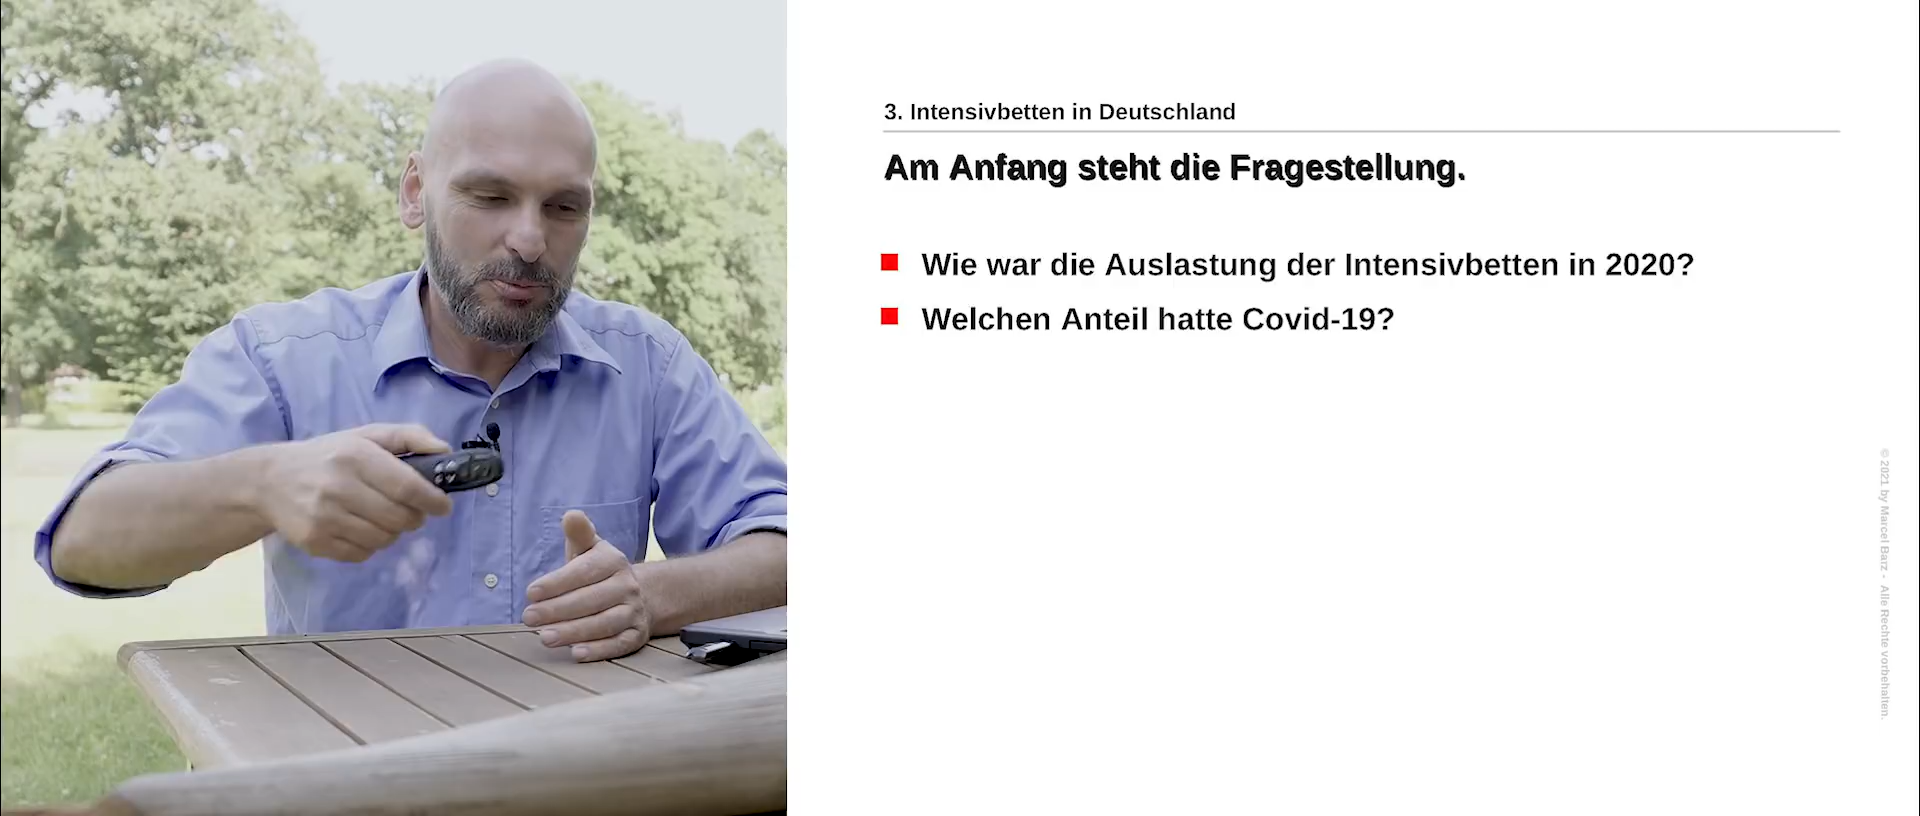 3. Intensivbetten in Deutschland
Am Anfang steht die Fragestellung.
Wie war die Auslastung der Intensivbetten in 2020?
Welchen Anteil hatte Covid-19?
© 2021 by Marcel Barz - Alle Rechte vorbehalten.